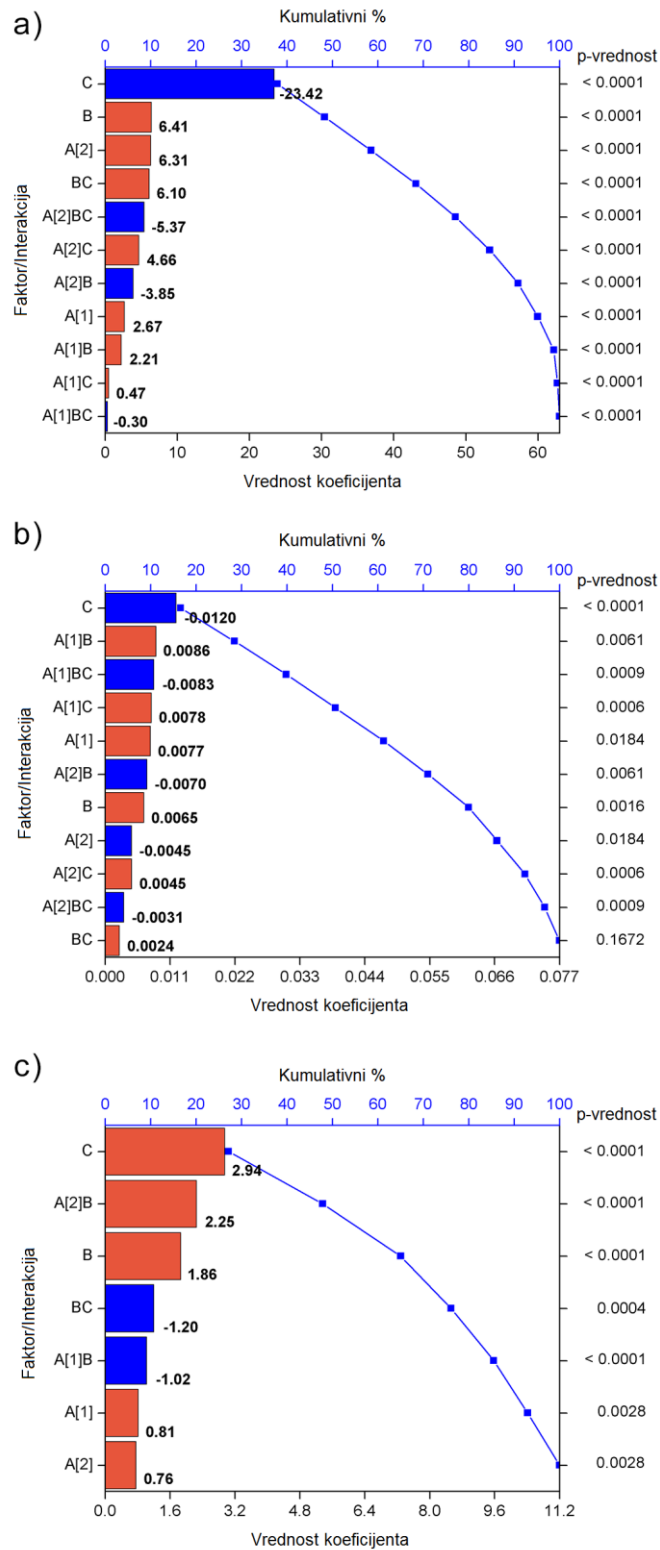 a)
Kumulativni %
0 10 20 30 40 50 60 70 80 90 100
p-vrednost
C -23.42 < 0.0001
B 6.41 < 0.0001
A[2] 6.31 < 0.0001
BC 6.10 < 0.0001
A[2]BC -5.37 < 0.0001
A[2]C 4.66 < 0.0001
A[2]B -3.85 < 0.0001
A[1] 2.67 < 0.0001
A[1]B 2.21 < 0.0001
A[1]C 0.47 < 0.0001
A[1]BC -0.30 < 0.0001
Faktor/Interakcija
0 10 20 30 40 50 60
Vrednost koeficijenta
b)
Kumulativni %
0 10 20 30 40 50 60 70 80 90 100
p-vrednost
C -0.0120 < 0.0001
A[1]B 0.0086 0.0061
A[1]BC -0.0083 0.0009
A[1]C 0.0078 0.0006
A[1] 0.0077 0.0184
A[2]B -0.0070 0.0061
B 0.0065 0.0016
A[2] -0.0045 0.0184
A[2]C 0.0045 0.0006
A[2]BC -0.0031 0.0009
BC 0.0024 0.1672
Faktor/Interakcija
0.000 0.011 0.022 0.033 0.044 0.055 0.066 0.077
Vrednost koeficijenta
c)
Kumulativni %
0 10 20 30 40 50 60 70 80 90 100
p-vrednost
C 2.94 < 0.0001
A[2]B 2.25 < 0.0001
B 1.86 < 0.0001
BC -1.20 0.0004
A[1]B -1.02 < 0.0001
A[1] 0.81 0.0028
A[2] 0.76 0.0028
Faktor/Interakcija
0.0 1.6 3.2 4.8 6.4 8.0 9.6 11.2
Vrednost koeficijenta